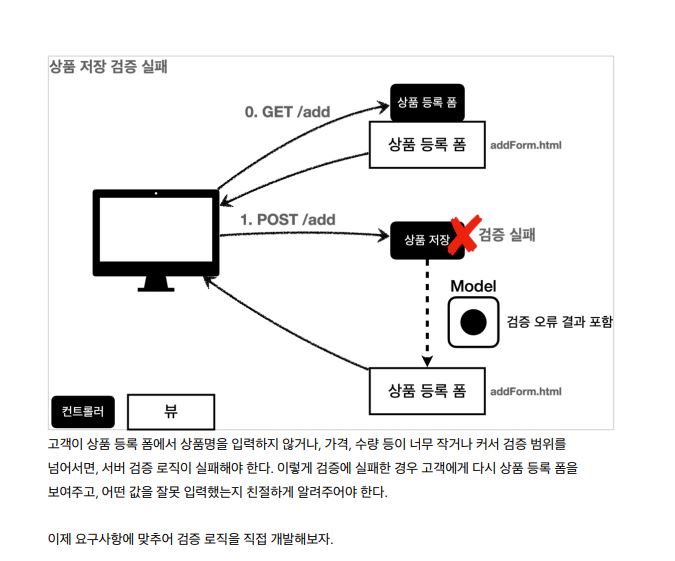 상품 저장 검증 실패
0. GET /add
상품 등록 폼
상품 등록 폼
addForm.html
1. POST /add
상품 저장
검증 실패
Model
검증 오류 결과 포함
상품 등록 폼
addForm.html
컨트롤러
뷰
고객이 상품 등록 폼에서 상품명을 입력하지 않거나, 가격, 수량 등이 너무 작거나 커서 검증 범위를
넘어서면, 서버 검증 로직이 실패해야 한다. 이렇게 검증에 실패한 경우 고객에게 다시 상품 등록 폼을
보여주고, 어떤 값을 잘못 입력했는지 친절하게 알려주어야 한다.
이제 요구사항에 맞추어 검증 로직을 직접 개발해보자.